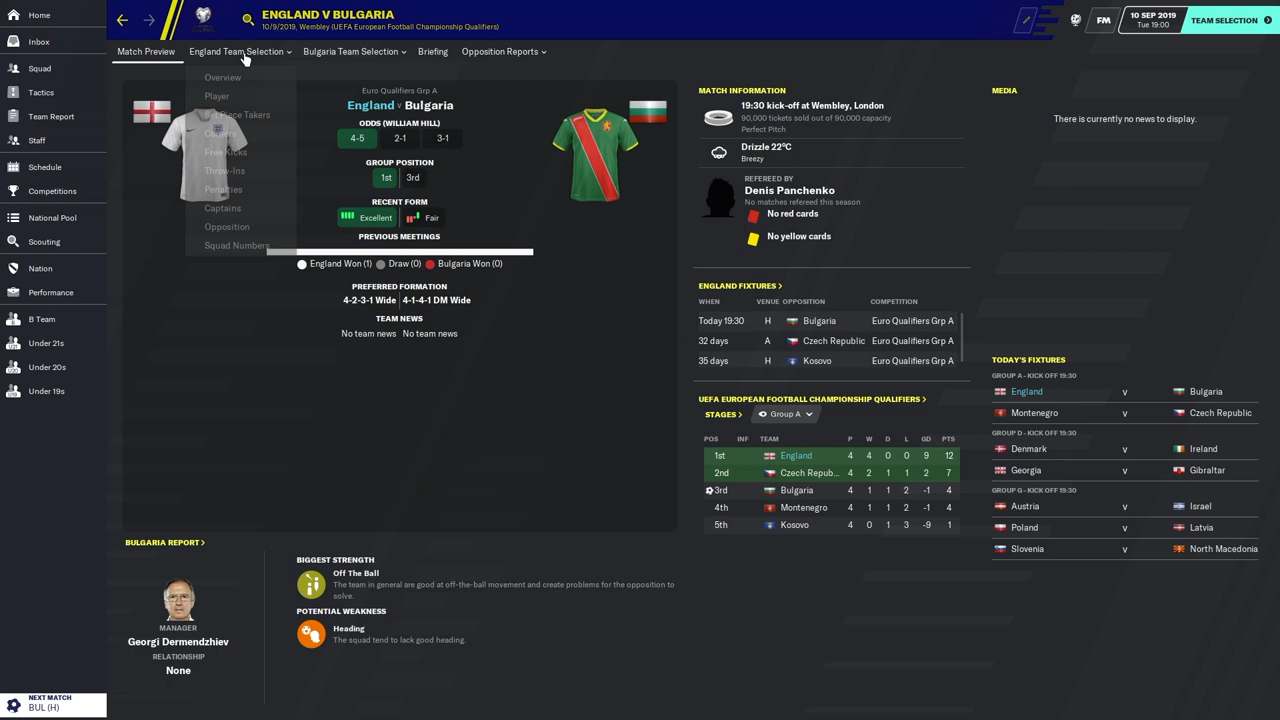 Home
Inbox
Squad
Tactics
Team Report
Staff
Schedule
Competitions
National Pool
Scouting
Nation
Performance
B Team
Under 21s
Under 20s
Under 19s
NEXT MATCH
BUL (H)
ENGLAND V BULGARIA
10/9/2019, Wembley (UEFA European Football Championship Qualifiers)
FM
10 SEP 2019
Tue 19:00
TEAM SELECTION
Match Preview
England Team Selection
Bulgaria Team Selection
Briefing
Opposition Reports
Overview
Player
Set Piece Takers
Corners
Free Kicks
Throw-Ins
Penalties
Captains
Opposition
Squad Numbers
Euro Qualifiers Grp A
England v Bulgaria
ODDS (WILLIAM HILL)
4-5 2-1 3-1
GROUP POSITION
1st 3rd
RECENT FORM
Excellent Fair
PREVIOUS MEETINGS
England Won (1) Draw (0) Bulgaria Won (0)
PREFERRED FORMATION
4-2-3-1 Wide 4-1-4-1 DM Wide
TEAM NEWS
No team news No team news
BULGARIA REPORT >
MANAGER
Georgi Dermendzhiev
RELATIONSHIP
None
BIGGEST STRENGTH
Off The Ball
The team in general are good at off-the-ball movement and create problems for the opposition to
solve.
POTENTIAL WEAKNESS
Heading
The squad tend to lack good heading.
MATCH INFORMATION
19:30 kick-off at Wembley, London
90,000 tickets sold out of 90,000 capacity
Perfect Pitch
Drizzle 22°C
Breezy
REFEREED BY
Denis Panchenko
No matches refereed this season
No red cards
No yellow cards
ENGLAND FIXTURES >
WHEN VENUE OPPOSITION COMPETITION
Today 19:30 H Bulgaria Euro Qualifiers Grp A
32 days A Czech Republic Euro Qualifiers Grp A
35 days H Kosovo Euro Qualifiers Grp A
UEFA EUROPEAN FOOTBALL CHAMPIONSHIP QUALIFIERS >
STAGES > Group A
POS INF TEAM P W D L GD PTS
1st England 4 4 0 0 9 12
2nd Czech Repub... 4 2 1 1 2 7
3rd Bulgaria 4 1 1 2 -1 4
4th Montenegro 4 1 1 2 -1 4
5th Kosovo 4 0 1 3 -9 1
MEDIA
There is currently no news to display.
TODAY'S FIXTURES
GROUP A - KICK OFF 19:30
England v Bulgaria
Montenegro v Czech Republic
GROUP D - KICK OFF 19:30
Denmark v Ireland
Georgia v Gibraltar
GROUP G - KICK OFF 19:30
Austria v Israel
Poland v Latvia
Slovenia v North Macedonia